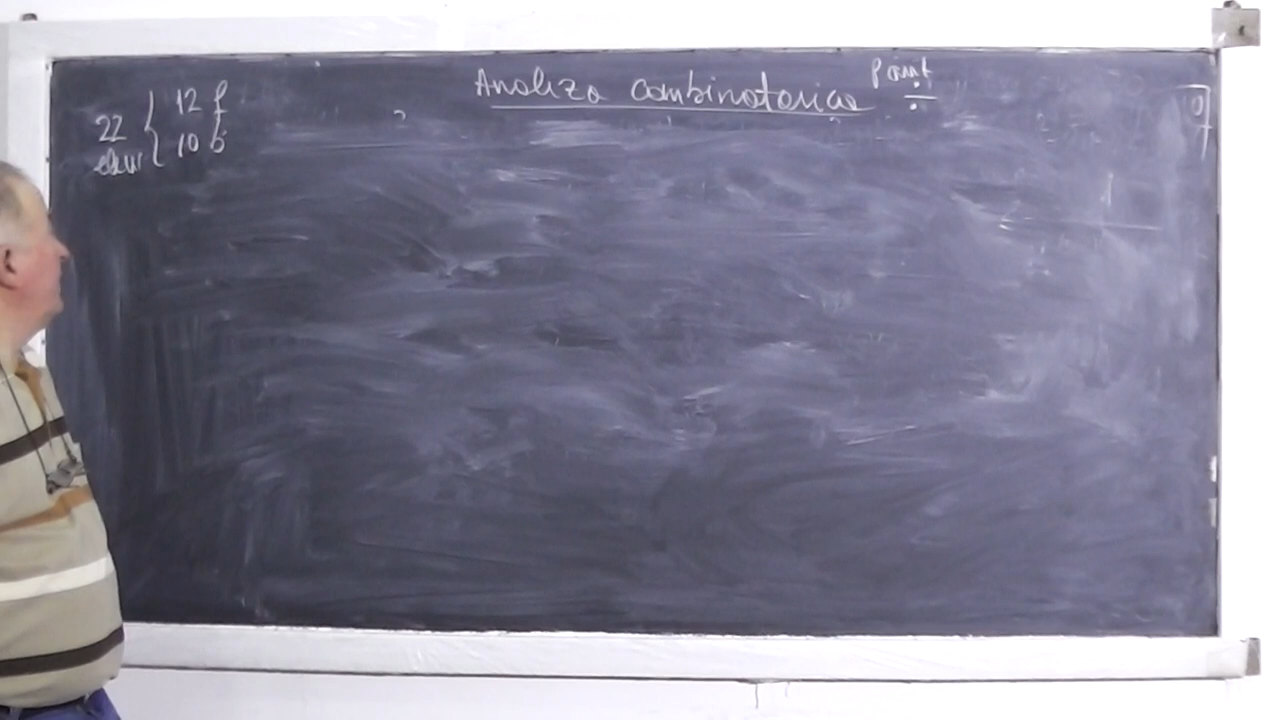 Analiza combinatorica
22 { 12 f
elevi { 10 b